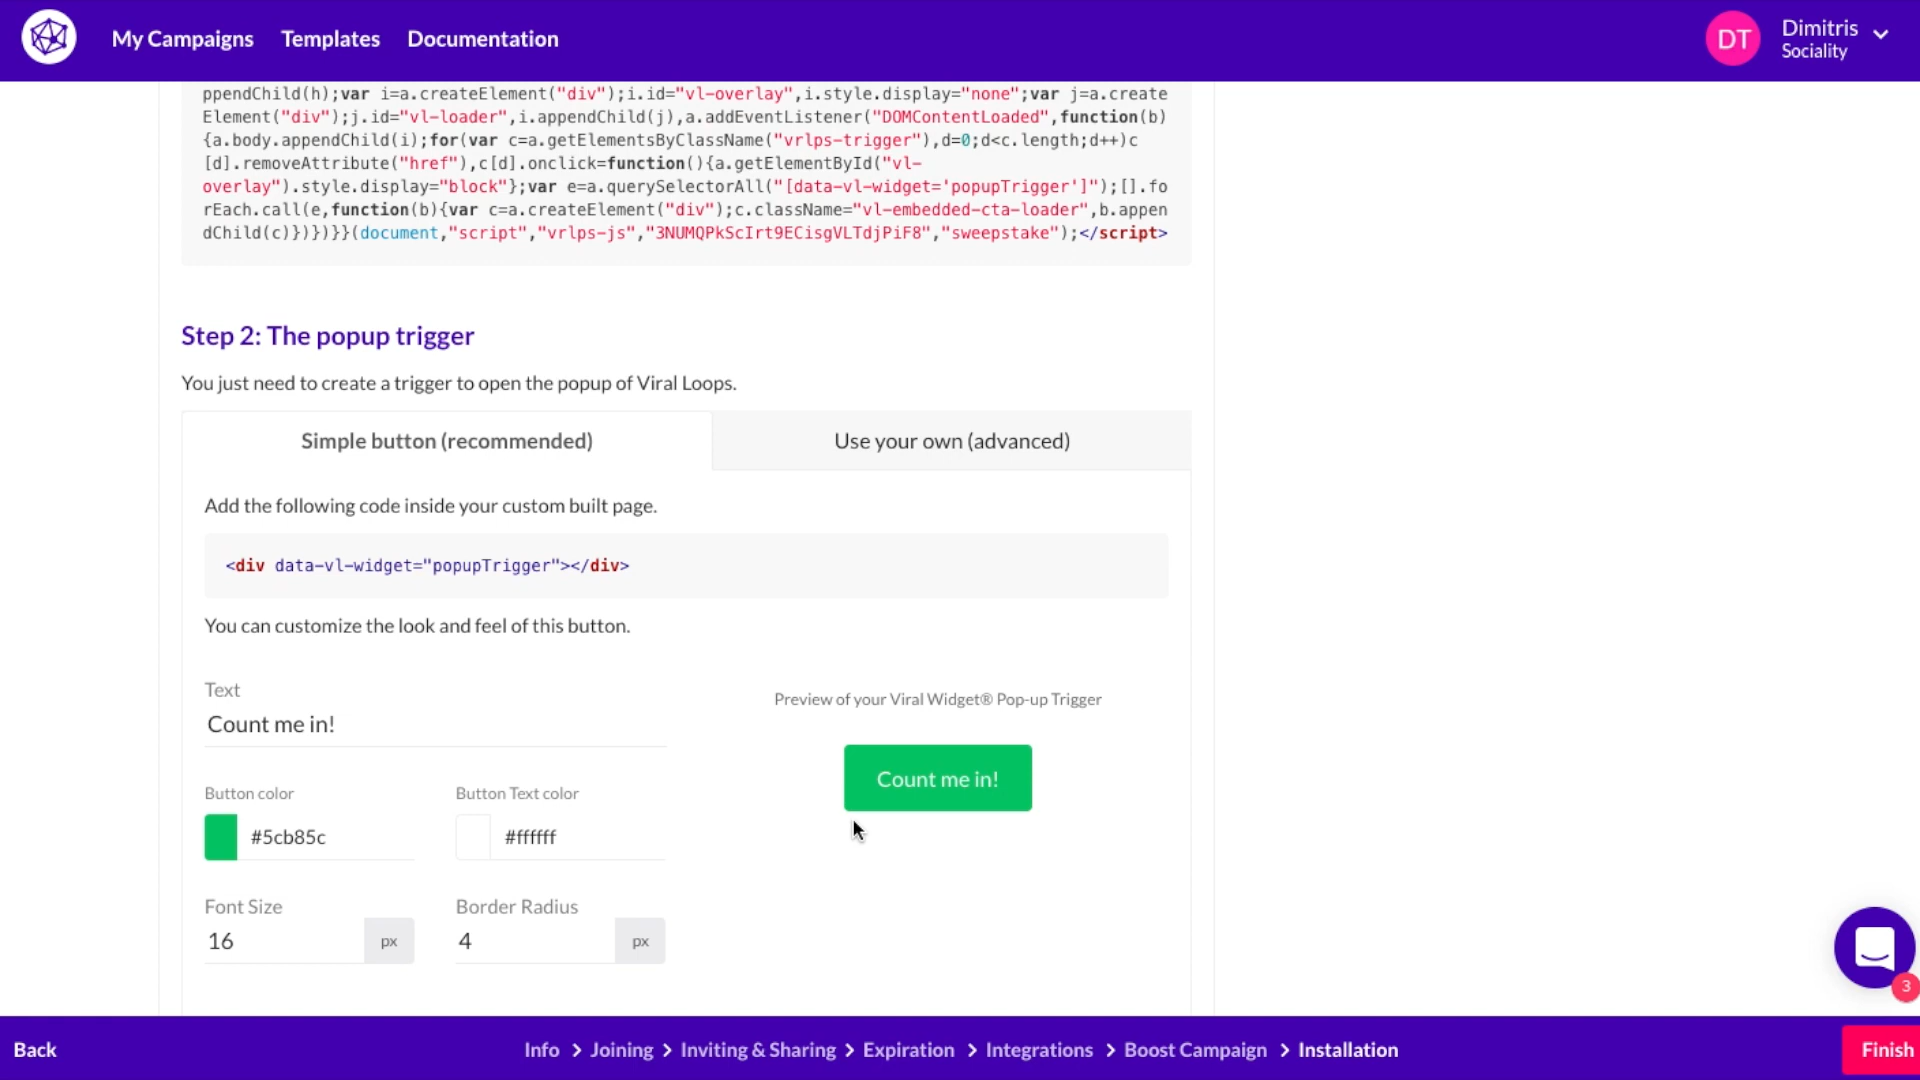 My Campaigns Templates Documentation
DT Dimitris
Sociality
ppendChild(h);var i=a.createElement("div");i.id="vl-overlay",i.style.display="none";var j=a.create
Element("div");j.id="vl-loader",i.appendChild(j),a.addEventListener("DOMContentLoaded",function(b)
{a.body.appendChild(i);for(var c=a.getElementsByClassName("vrlps-trigger"),d=0;d<c.length;d++)c
[d].removeAttribute("href"),c[d].onclick=function(){a.getElementById("vl-
overlay").style.display="block"};var e=a.querySelectorAll("[data-vl-widget='popupTrigger']");[].fo
rEach.call(e,function(b){var c=a.createElement("div");c.className="vl-embedded-cta-loader",b.appen
dChild(c)})})}}(document,"script","vrlps-js","3NUMQPkScIrt9ECisgVLTdjPiF8","sweepstake");</script>
Step 2: The popup trigger
You just need to create a trigger to open the popup of Viral Loops.
Simple button (recommended)
Use your own (advanced)
Add the following code inside your custom built page.
<div data-vl-widget="popupTrigger"></div>
You can customize the look and feel of this button.
Text
Count me in!
Preview of your Viral Widget® Pop-up Trigger
Count me in!
Button color
#5cb85c
Button Text color
#ffffff
Font Size
16 px
Border Radius
4 px
3
Back
Info > Joining > Inviting & Sharing > Expiration > Integrations > Boost Campaign > Installation
Finish